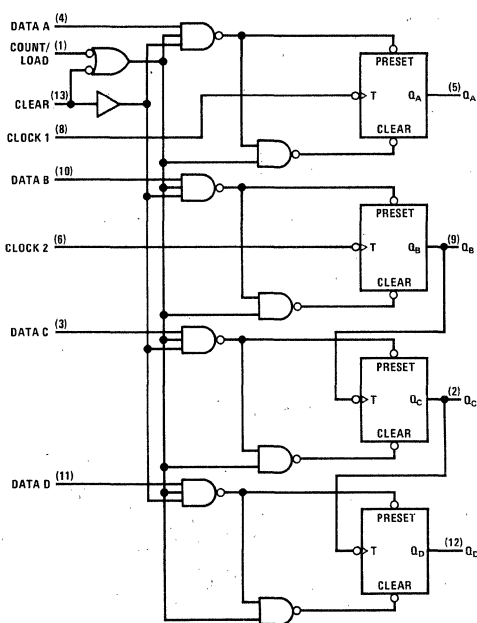 DATA A (4)
COUNT/ (1)
LOAD
CLEAR (13)
CLOCK 1 (8)
PRESET
T
QA
(5) QA
CLEAR
DATA B (10)
PRESET
CLOCK 2 (6)
T
QB
(9) QB
CLEAR
DATA C (3)
PRESET
T
QC
(2) QC
CLEAR
DATA D (11)
PRESET
T
QD
(12) QD
CLEAR